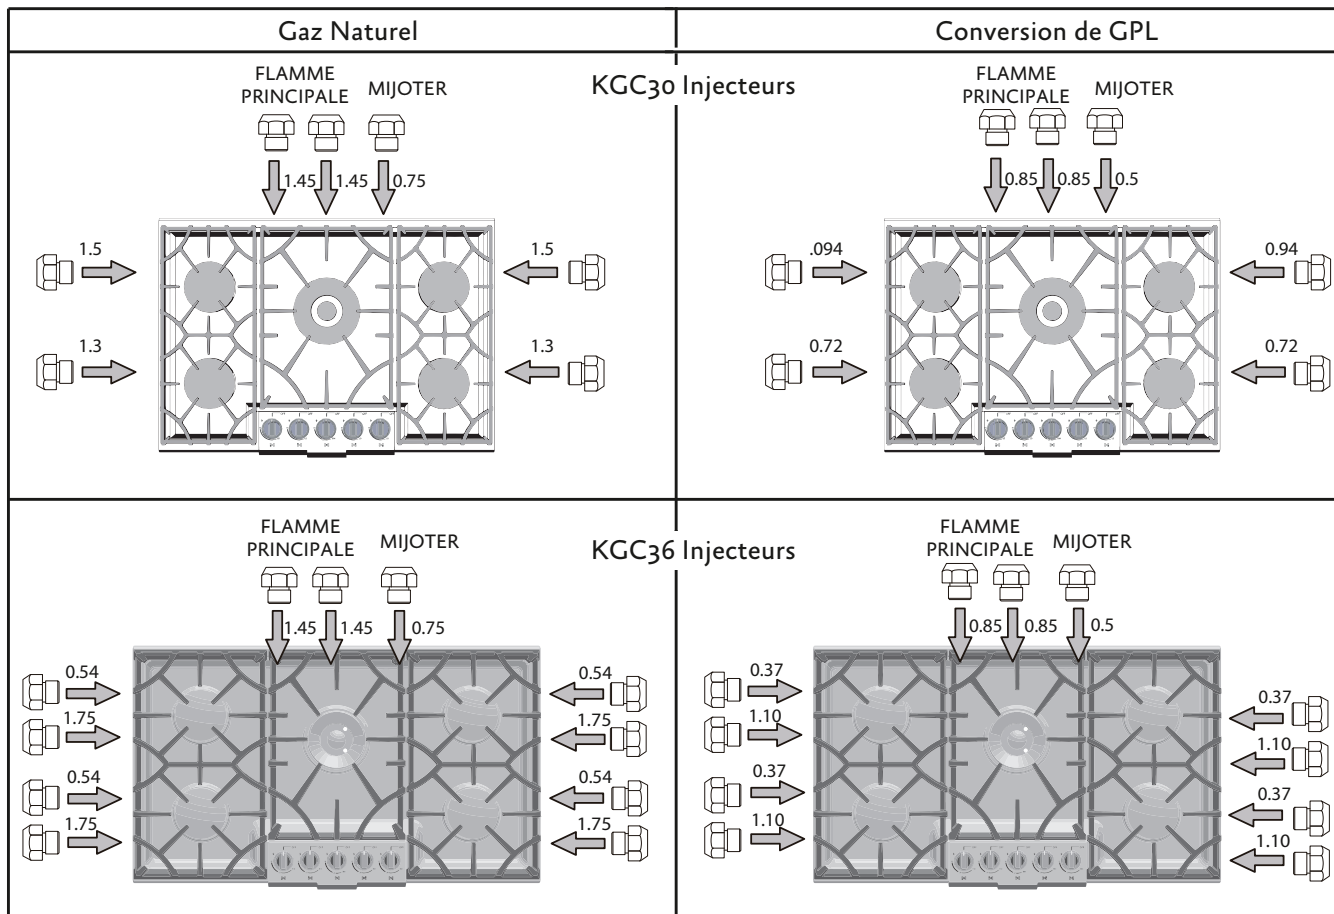 Gaz Naturel
Conversion de GPL
KGC30 Injecteurs
FLAMME
PRINCIPALE
MIJOTER
1.45
1.45
0.75
1.5
1.5
1.3
1.3
FLAMME
PRINCIPALE
MIJOTER
0.85
0.85
0.5
.094
0.94
0.72
0.72
KGC36 Injecteurs
FLAMME
PRINCIPALE
MIJOTER
1.45
1.45
0.75
0.54
0.54
1.75
1.75
0.54
0.54
1.75
1.75
FLAMME
PRINCIPALE
MIJOTER
0.85
0.85
0.5
0.37
0.37
1.10
1.10
0.37
0.37
1.10
1.10